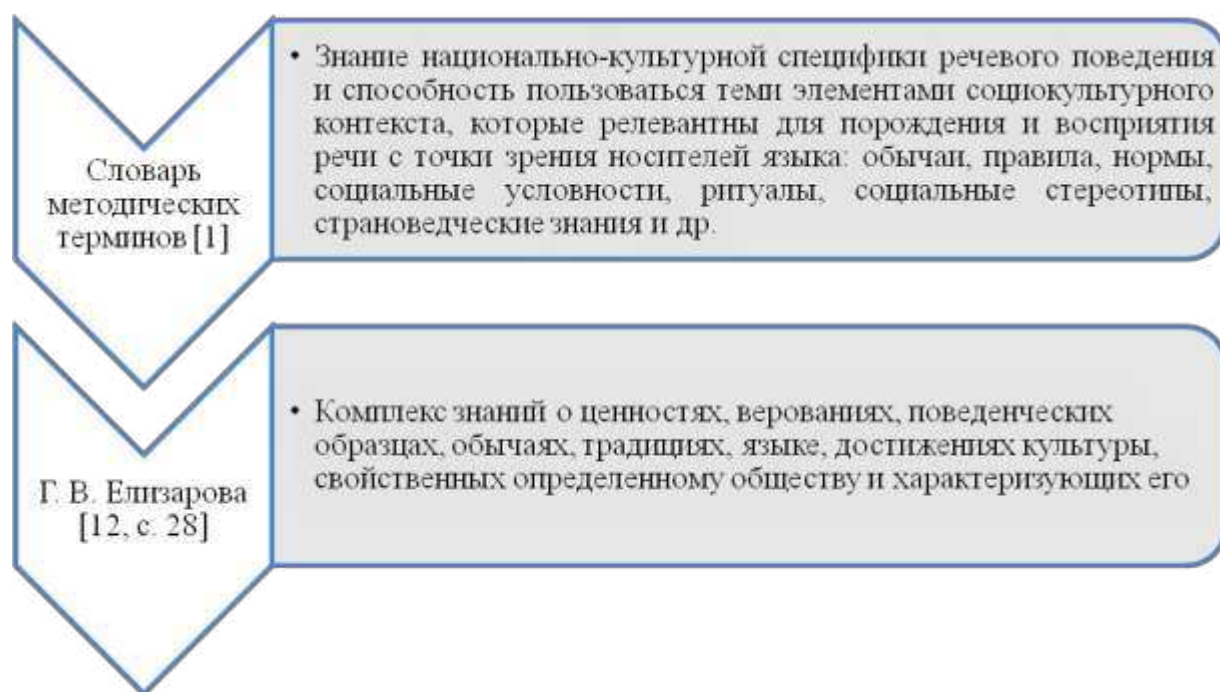 Словарь
методических
терминов [1]
• Знание национально-культурной специфики речевого поведения
и способность пользоваться теми элементами социокультурного
контекста, которые релевантны для порождения и восприятия
речи с точки зрения носителей языка: обычаи, правила, нормы,
социальные условности, ритуалы, социальные стереотипы,
страноведческие знания и др.
Г. В. Елизарова
[12, с. 28]
• Комплекс знаний о ценностях, верованиях, поведенческих
образцах, обычаях, традициях, языке, достижениях культуры,
свойственных определенному обществу и характеризующих его